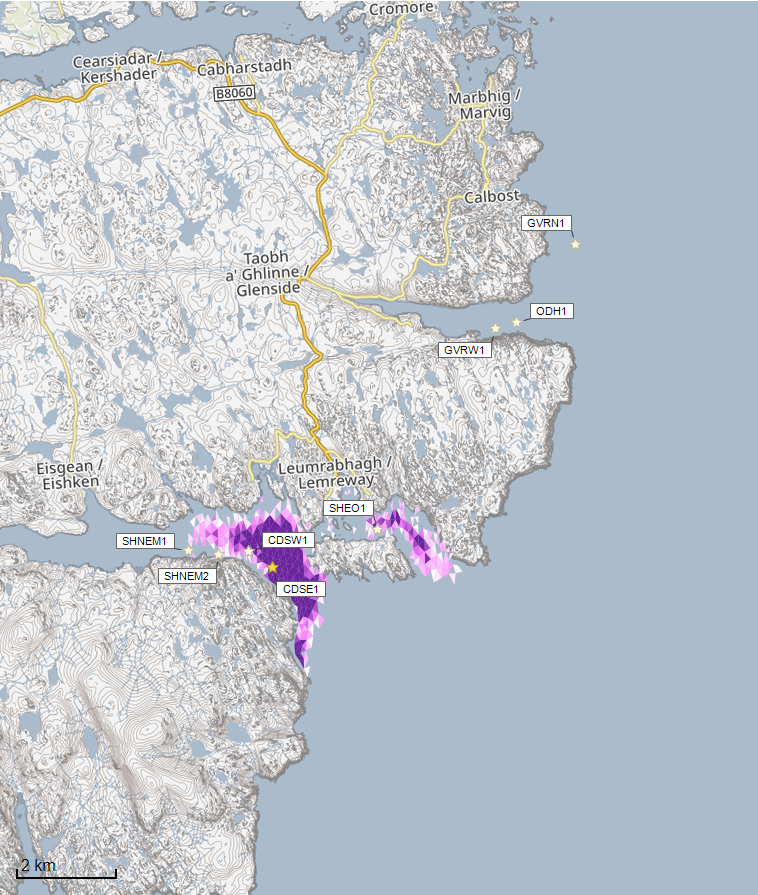 Cromore
Cearsiadar /
Kershader
Cabharstadh
B8060
Marbhig /
Marvig
Calbost
GVRN1
Taobh
a' Ghlinne /
Glenside
ODH1
GVRW1
Eisgean /
Eishken
Leumrabhagh /
Lemreway
SHEO1
SHNEM1
CDSW1
SHNEM2
CDSE1
2 km